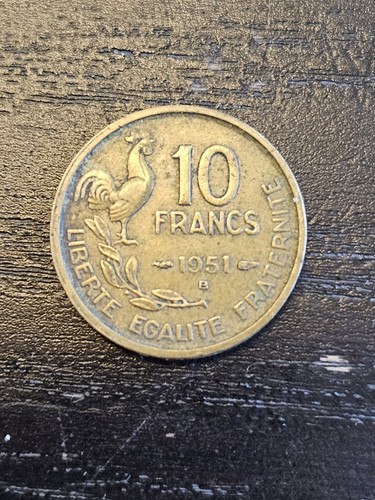 10
FRANCS
1951
B
LIBERTE EGALITE FRATERNITE